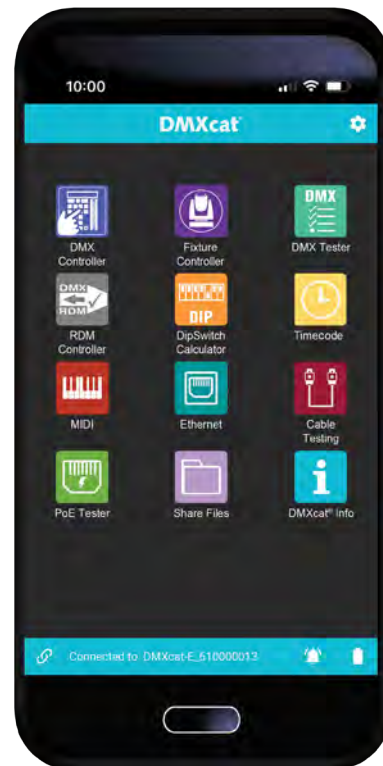 10:00
DMXcat
DMX
DMX
Controller
Fixture
Controller
DMX Tester
DMX
RDM
DIP
RDM
Controller
DipSwitch
Calculator
Timecode
MIDI
Ethernet
Cable
Testing
PoE Tester
Share Files
DMXcat® Info
Connected to DMXcat-E_510000013